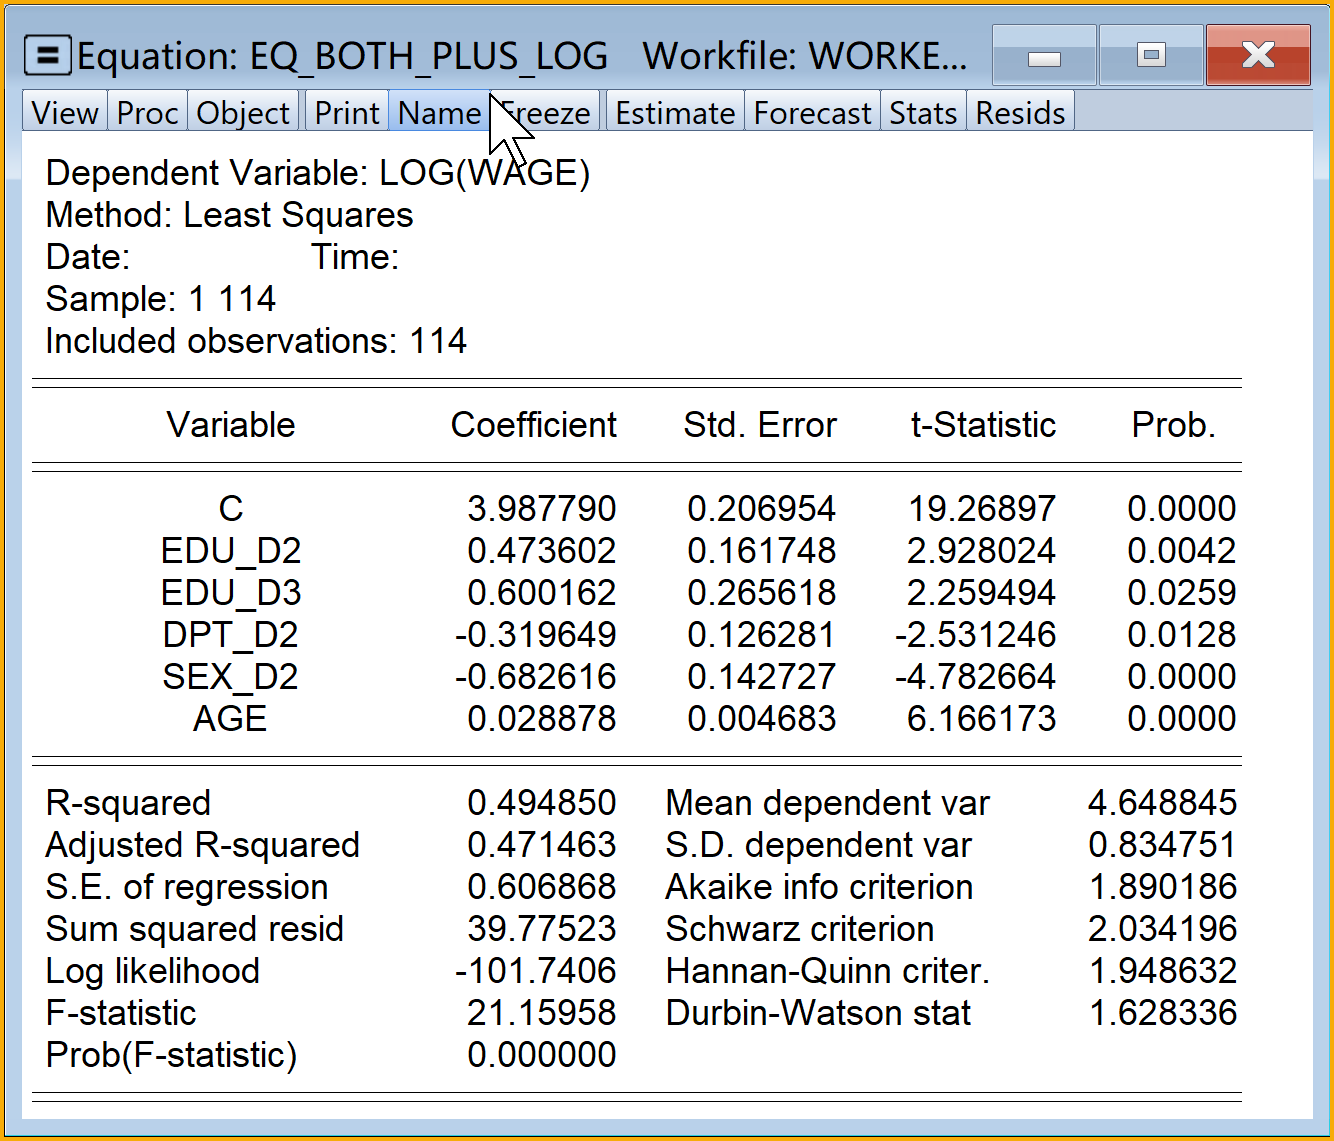 Equation: EQ_BOTH_PLUS_LOG Workfile: WORKE...
View Proc Object Print Name Freeze Estimate Forecast Stats Resids
Dependent Variable: LOG(WAGE)
Method: Least Squares
Date: Time:
Sample: 1 114
Included observations: 114
Variable Coefficient Std. Error t-Statistic Prob.
C 3.987790 0.206954 19.26897 0.0000
EDU_D2 0.473602 0.161748 2.928024 0.0042
EDU_D3 0.600162 0.265618 2.259494 0.0259
DPT_D2 -0.319649 0.126281 -2.531246 0.0128
SEX_D2 -0.682616 0.142727 -4.782664 0.0000
AGE 0.028878 0.004683 6.166173 0.0000
R-squared 0.494850 Mean dependent var 4.648845
Adjusted R-squared 0.471463 S.D. dependent var 0.834751
S.E. of regression 0.606868 Akaike info criterion 1.890186
Sum squared resid 39.77523 Schwarz criterion 2.034196
Log likelihood -101.7406 Hannan-Quinn criter. 1.948632
F-statistic 21.15958 Durbin-Watson stat 1.628336
Prob(F-statistic) 0.000000